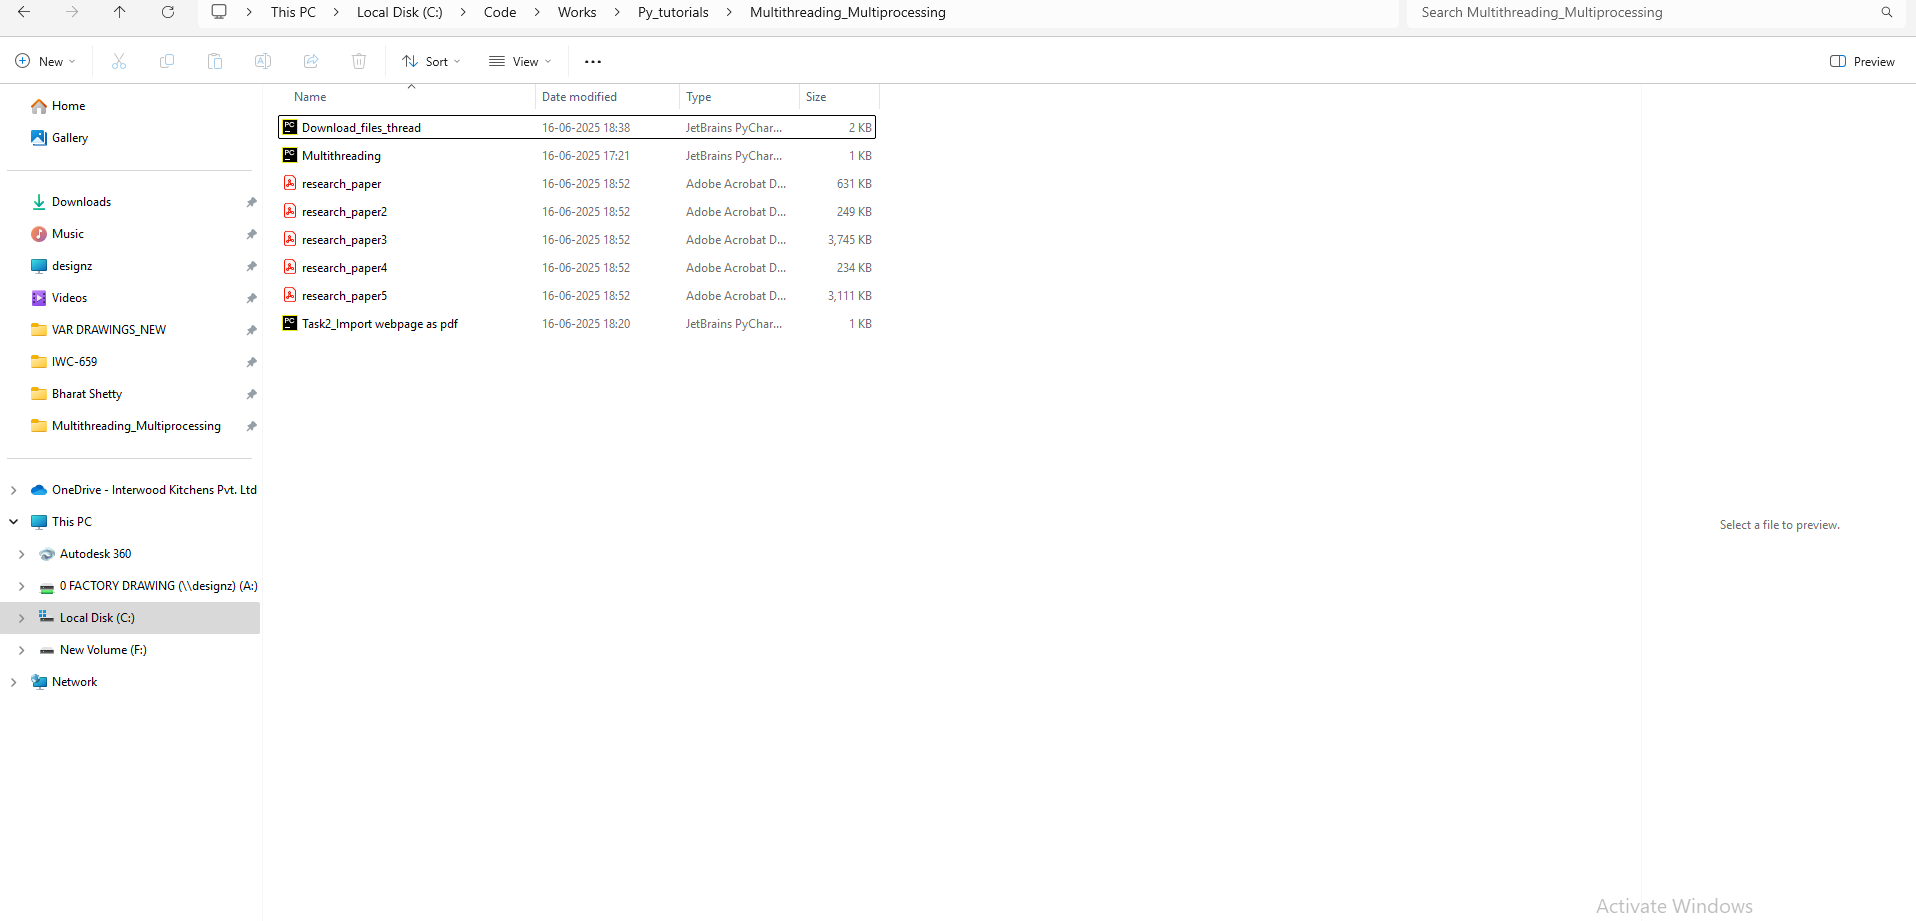 This PC > Local Disk (C:) > Code > Works > Py_tutorials > Multithreading_Multiprocessing
Search Multithreading_Multiprocessing
New Sort View ... Preview
Name Date modified Type Size
Download_files_thread 16-06-2025 18:38 JetBrains PyChar... 2 KB
Multithreading 16-06-2025 17:21 JetBrains PyChar... 1 KB
research_paper 16-06-2025 18:52 Adobe Acrobat D... 631 KB
research_paper2 16-06-2025 18:52 Adobe Acrobat D... 249 KB
research_paper3 16-06-2025 18:52 Adobe Acrobat D... 3,745 KB
research_paper4 16-06-2025 18:52 Adobe Acrobat D... 234 KB
research_paper5 16-06-2025 18:52 Adobe Acrobat D... 3,111 KB
Task2_Import webpage as pdf 16-06-2025 18:20 JetBrains PyChar... 1 KB
Home
Gallery
Downloads
Music
designz
Videos
VAR DRAWINGS_NEW
IWC-659
Bharat Shetty
Multithreading_Multiprocessing
OneDrive - Interwood Kitchens Pvt. Ltd
This PC
Autodesk 360
0 FACTORY DRAWING (\\designz) (A:)
Local Disk (C:)
New Volume (F:)
Network
Select a file to preview.
Activate Windows